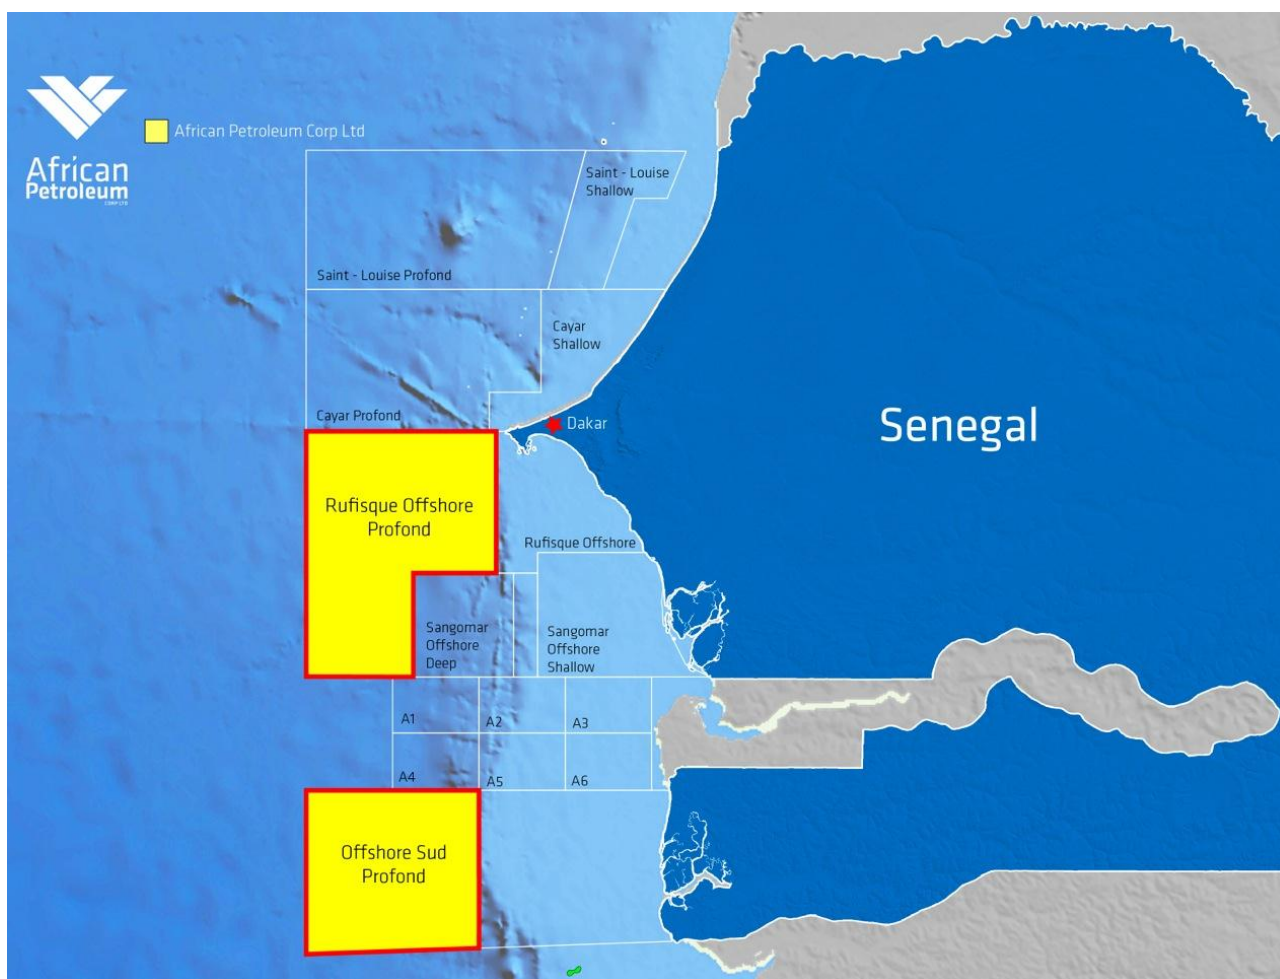 African Petroleum Corp Ltd
African
Petroleum
CORP LTD
Saint - Louise
Shallow
Saint - Louise Profond
Cayar
Shallow
Cayar Profond
Dakar
Senegal
Rufisque Offshore
Profond
Rufisque Offshore
Sangomar
Offshore
Deep
Sangomar
Offshore
Shallow
A1
A2
A3
A4
A5
A6
Offshore Sud
Profond